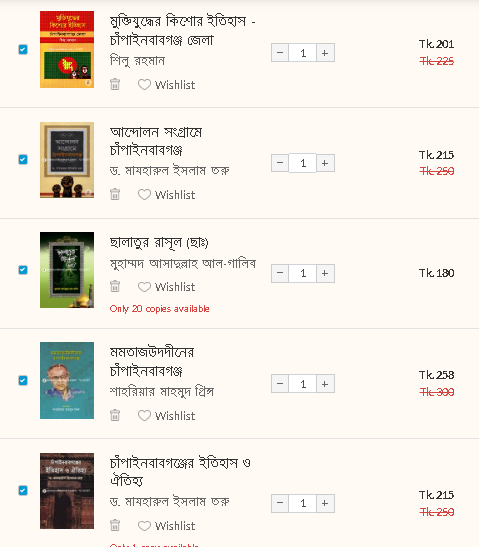 মুক্তিযুদ্ধের কিশোর ইতিহাস -
চাঁপাইনবাবগঞ্জ জেলা
শিলু রহমান
Wishlist
− 1 +
Tk. 201
Tk. 225
আন্দোলন সংগ্রামে
চাঁপাইনবাবগঞ্জ
ড. মাযহারুল ইসলাম তরু
Wishlist
− 1 +
Tk. 215
Tk. 250
ছালাতুর রাসূল (ছাঃ)
মুহাম্মদ আসাদুল্লাহ আল-গালিব
Wishlist
Only 20 copies available
− 1 +
Tk. 180
মমতাজউদদীনের
চাঁপাইনবাবগঞ্জ
শাহরিয়ার মাহমুদ প্রিন্স
Wishlist
− 1 +
Tk. 258
Tk. 300
চাঁপাইনবাবগঞ্জের ইতিহাস ও
ঐতিহ্য
ড. মাযহারুল ইসলাম তরু
Wishlist
− 1 +
Tk. 215
Tk. 250